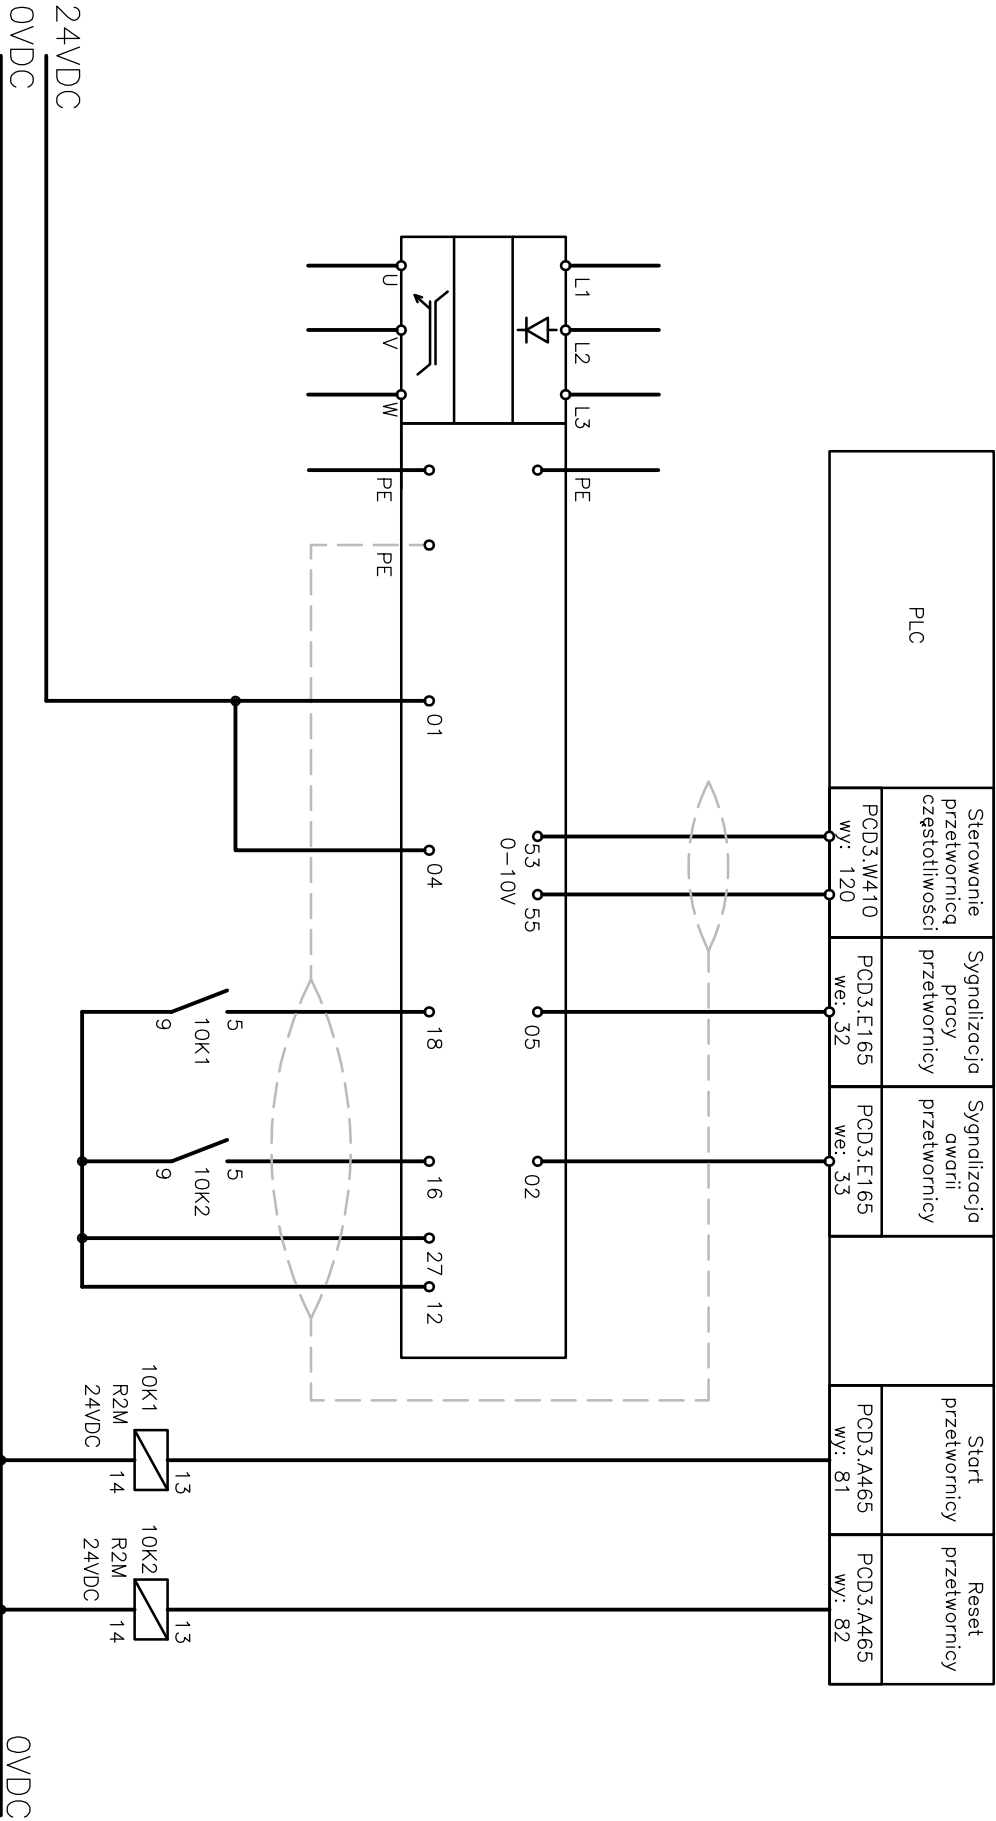 PLC
Sterowanie
przetwornicą
częstotliwości
PCD3.W410
wy: 120
Sygnalizacja
pracy
przetwornicy
PCD3.E165
we: 32
Sygnalizacja
awarii
przetwornicy
PCD3.E165
we: 33
Start
przetwornicy
PCD3.A465
wy: 81
Reset
przetwornicy
PCD3.A465
wy: 82
L1
L2
L3
PE
53
55
0-10V
05
02
U
V
W
PE
PE
01
04
18
16
27
12
5
10K1
9
5
10K2
9
10K1
R2M
24VDC
13
14
10K2
R2M
24VDC
13
14
24VDC
0VDC
0VDC